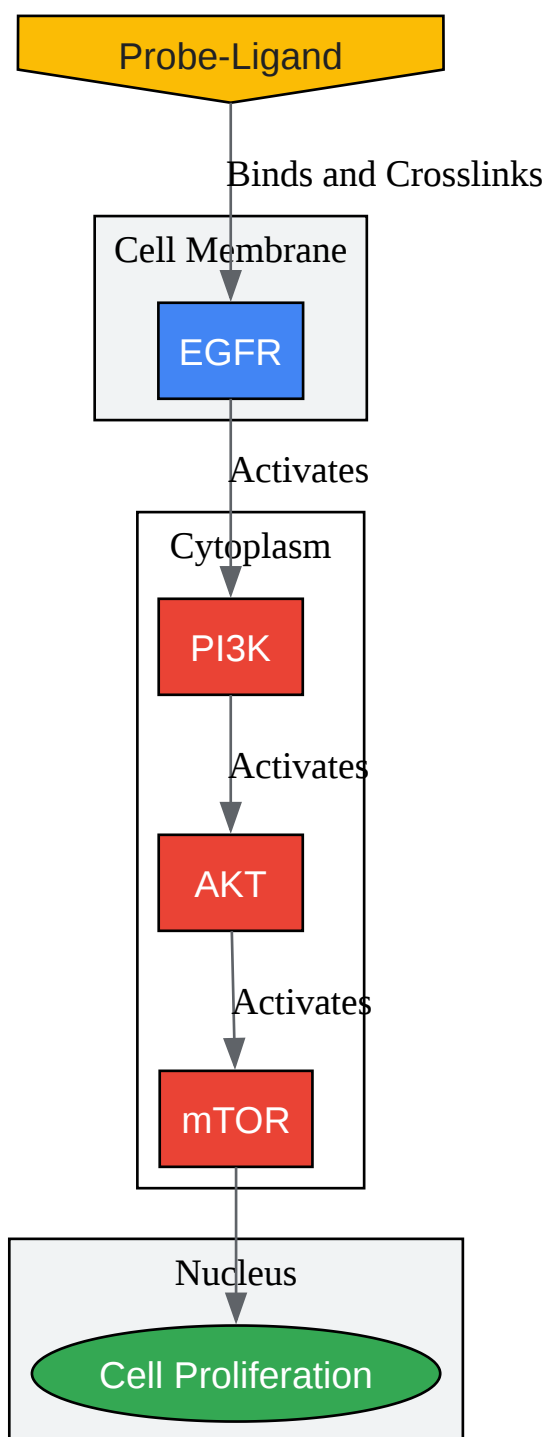 Probe-Ligand
Binds and Crosslinks
Cell Membrane
EGFR
Activates
Cytoplasm
PI3K
Activates
AKT
Activates
mTOR
Nucleus
Cell Proliferation